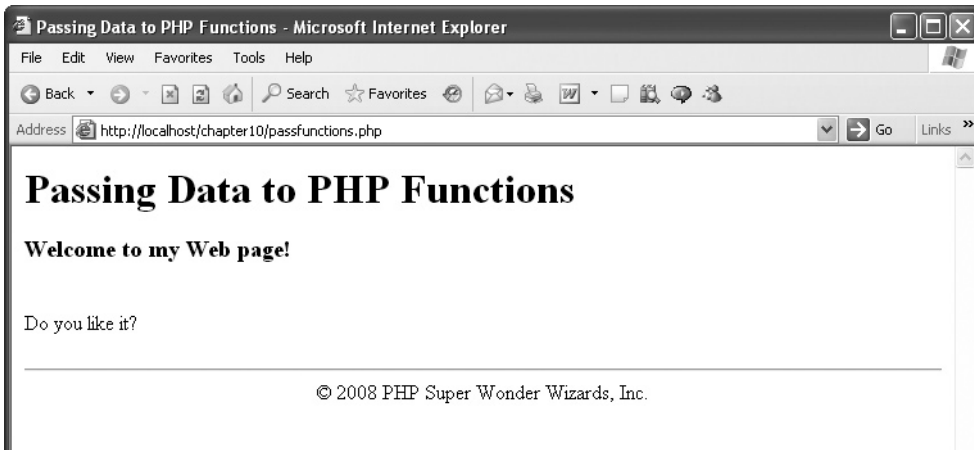 Passing Data to PHP Functions - Microsoft Internet Explorer
File Edit View Favorites Tools Help
Back Search Favorites
Address http://localhost/chapter10/passfunctions.php Go Links »
Passing Data to PHP Functions
Welcome to my Web page!
Do you like it?
© 2008 PHP Super Wonder Wizards, Inc.